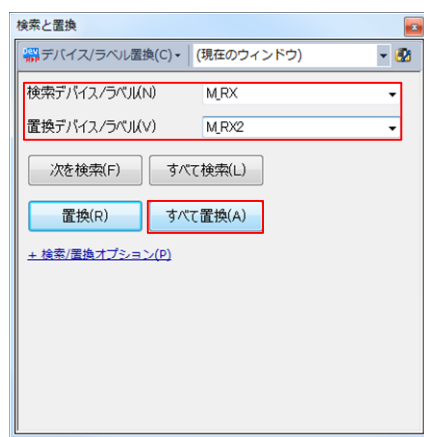 検索と置換
デバイス/ラベル置換(C)
(現在のウィンドウ)
検索デバイス/ラベル(N) M_RX
置換デバイス/ラベル(V) M_RX2
次を検索(F) すべて検索(L)
置換(R) すべて置換(A)
+ 検索/置換オプション(P)